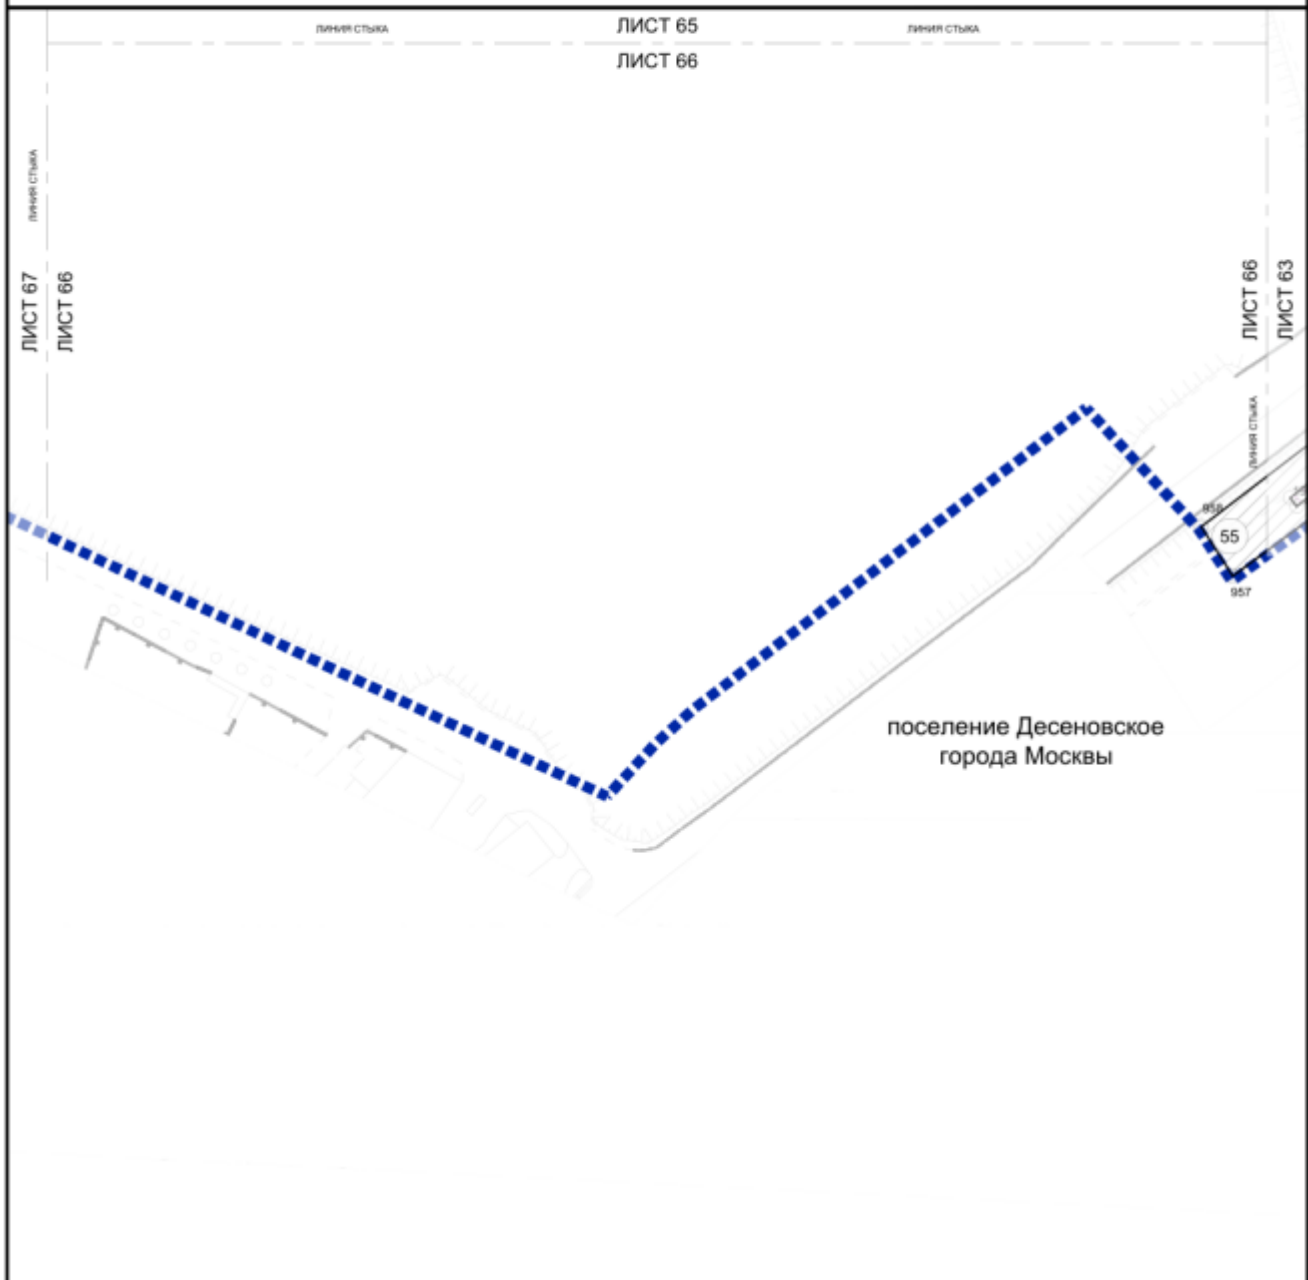 ЛИНИЯ СТЫКА
ЛИСТ 65
ЛИНИЯ СТЫКА
ЛИСТ 66
ЛИНИЯ СТЫКА
ЛИСТ 67
ЛИСТ 66
ЛИСТ 66
ЛИСТ 63
ЛИНИЯ СТЫКА
55
957
поселение Десеновское
города Москвы